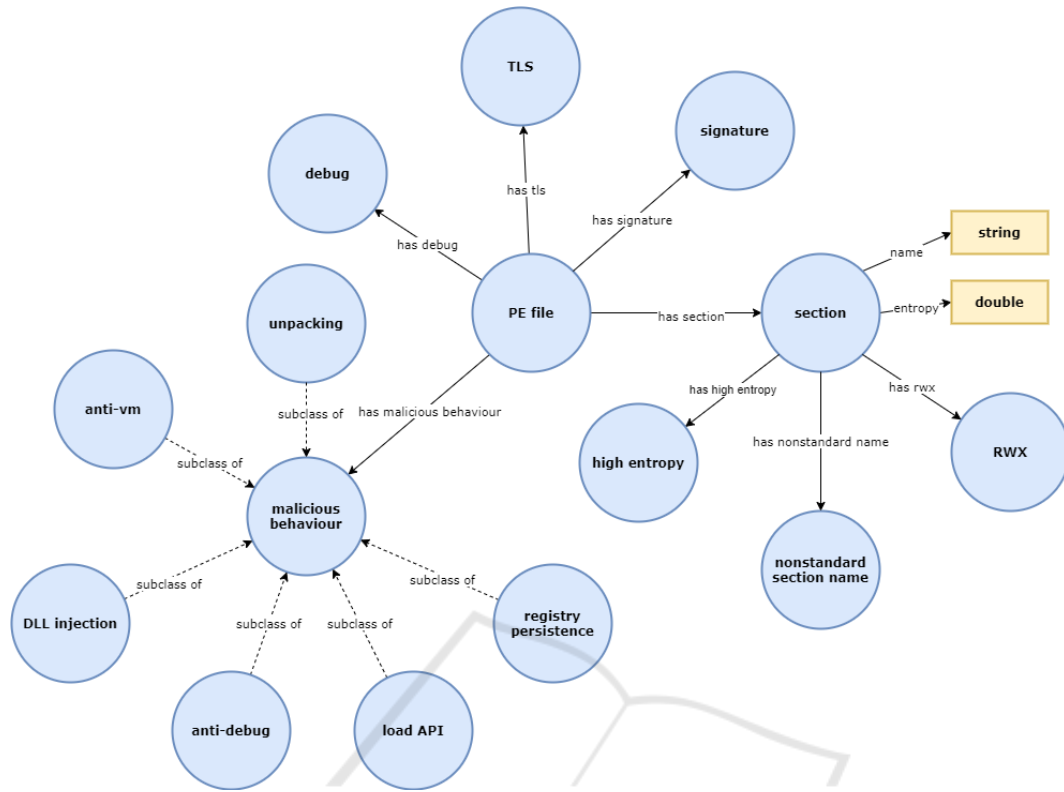 TLS
signature
debug
has tls
has signature
has debug
string
name
unpacking
PE file
has section
section
entropy
double
anti-vm
subclass of
has malicious behaviour
has high entropy
has rwx
subclass of
has nonstandard name
high entropy
RWX
malicious
behaviour
nonstandard
section name
subclass of
subclass of
DLL injection
subclass of
subclass of
registry
persistence
anti-debug
load API